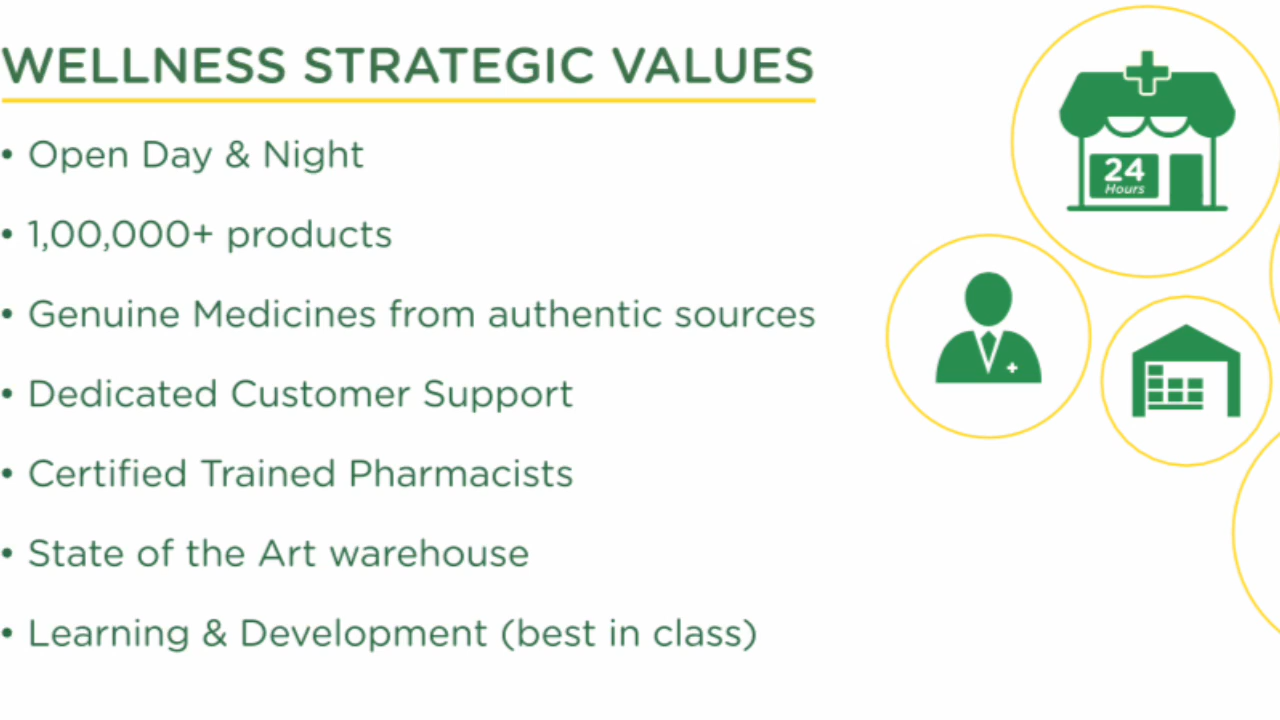 WELLNESS STRATEGIC VALUES
• Open Day & Night
• 1,00,000+ products
• Genuine Medicines from authentic sources
• Dedicated Customer Support
• Certified Trained Pharmacists
• State of the Art warehouse
• Learning & Development (best in class)
24
Hours